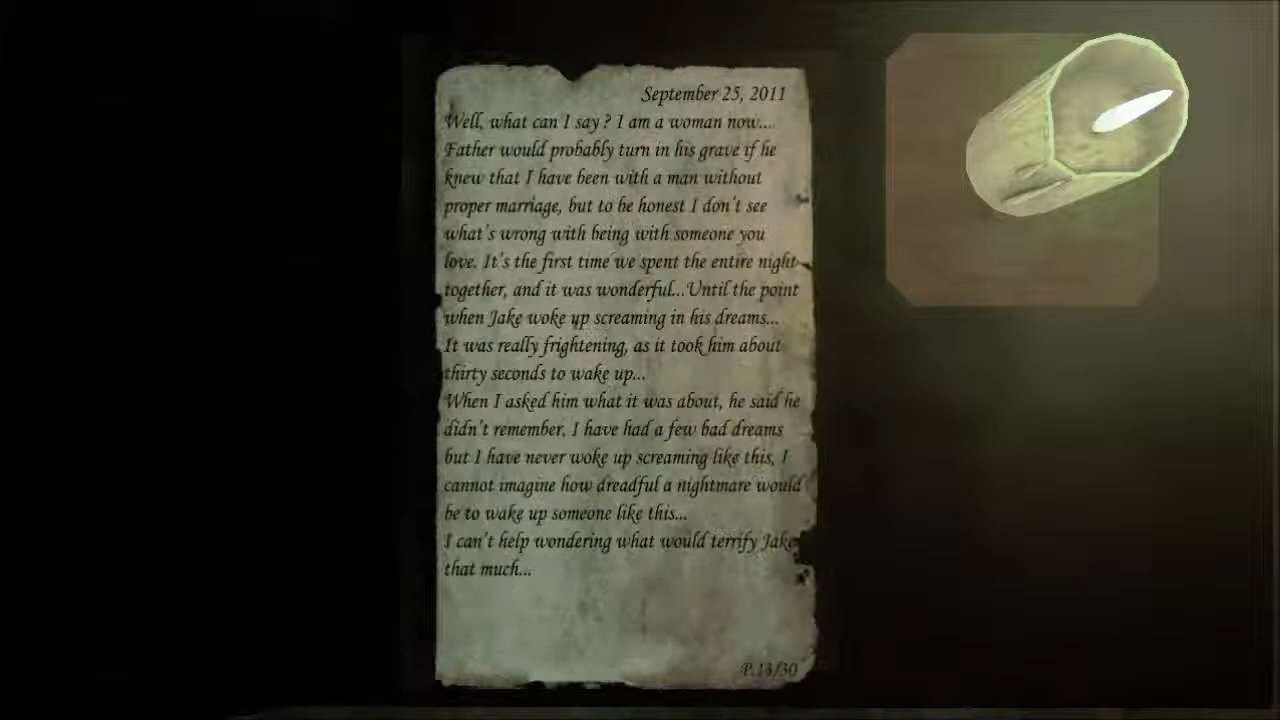 September 25, 2011
Well, what can I say ? I am a woman now...
Father would probably turn in his grave if he
knew that I have been with a man without
proper marriage, but to be honest I don't see
what's wrong with being with someone you
love. It's the first time we spent the entire night
together, and it was wonderful...Until the point
when Jake woke up screaming in his dreams...
It was really frightening, as it took him about
thirty seconds to wake up...
When I asked him what it was about, he said he
didn't remember. I have had a few bad dreams
but I have never woke up screaming like this, I
cannot imagine how dreadful a nightmare would
be to wake up someone like this...
I can't help wondering what would terrify Jake
that much...